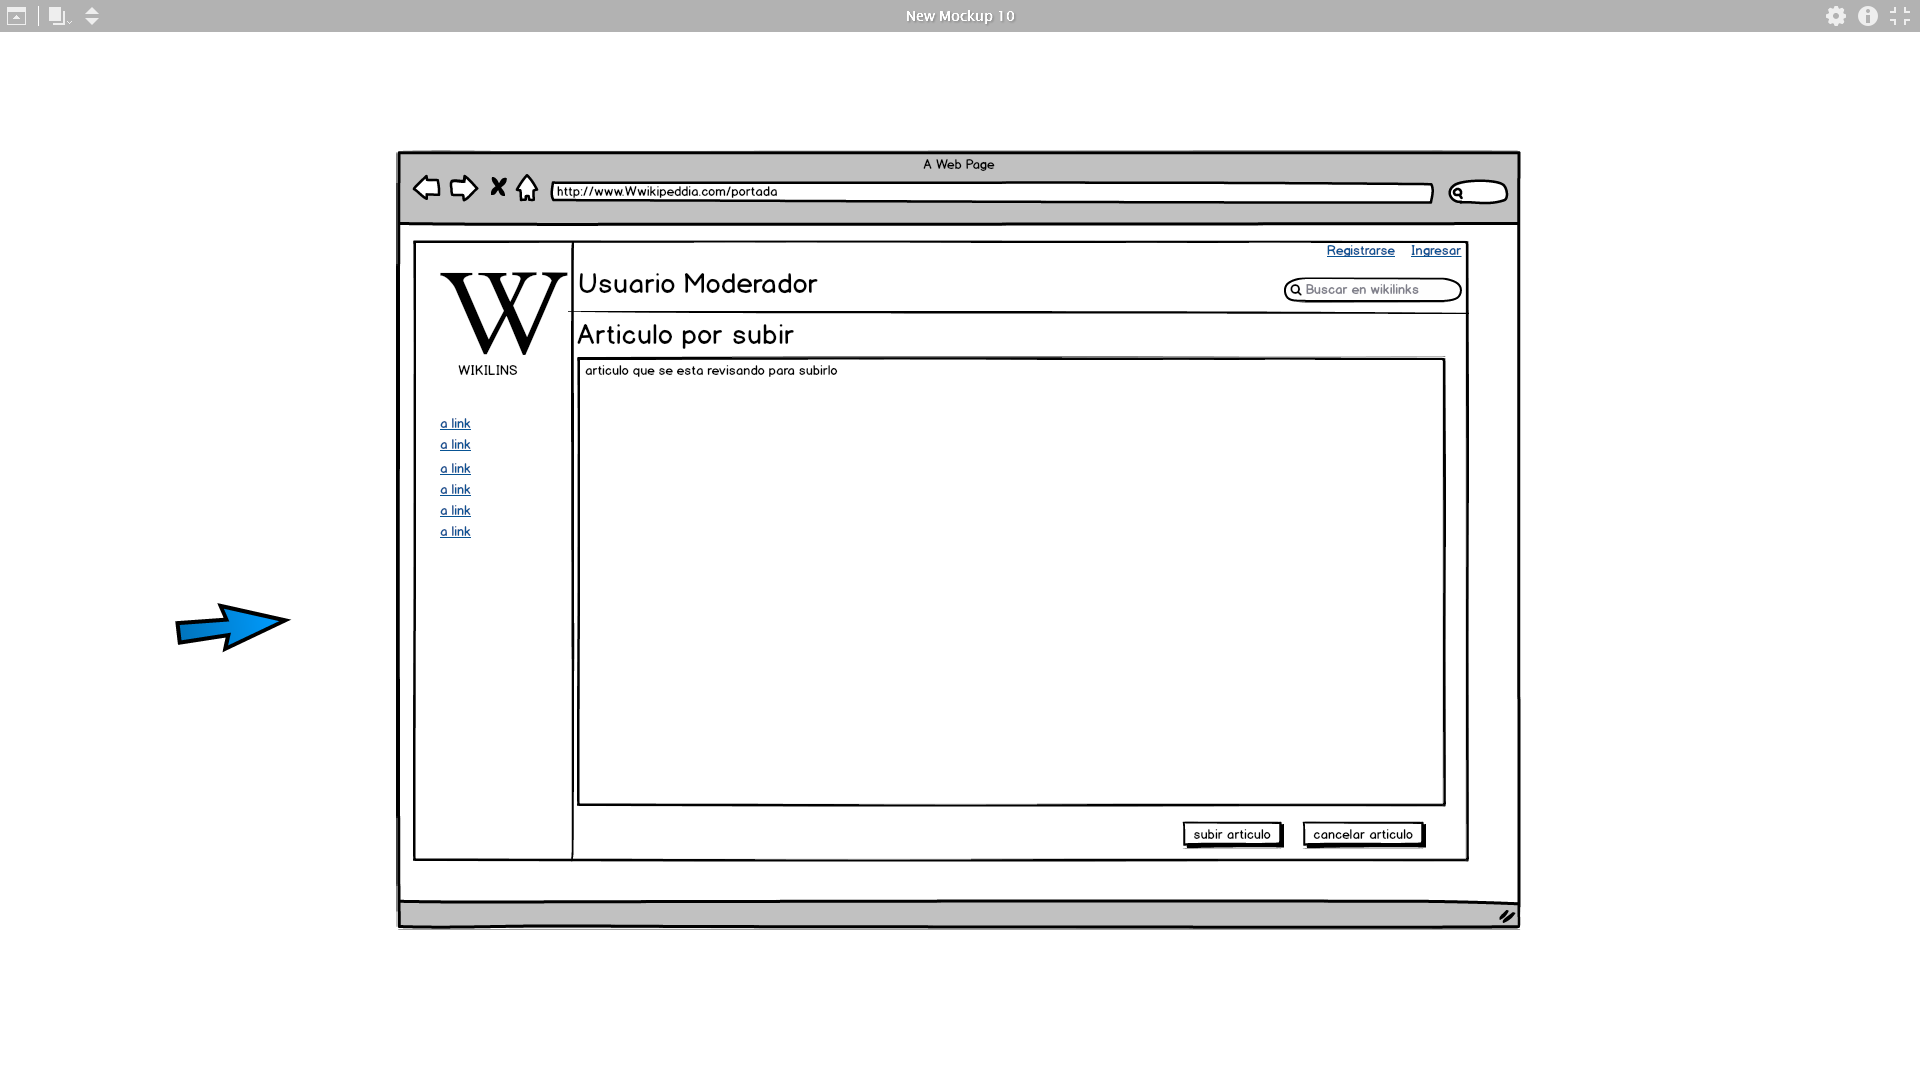 New Mockup 10
A Web Page
http://www.Wwikipeddia.com/portada
Registrarse Ingresar
W
Usuario Moderador
Buscar en wikilinks
Articulo por subir
WIKILINS
articulo que se esta revisando para subirlo
a link
a link
a link
a link
a link
a link
subir articulo cancelar articulo